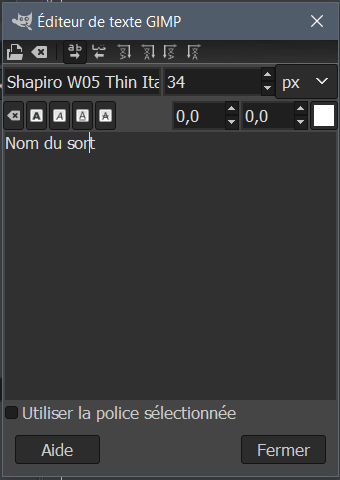 Éditeur de texte GIMP
Shapiro W05 Thin Ita
34
px
0,0
0,0
Nom du sort
Utiliser la police sélectionnée
Aide
Fermer